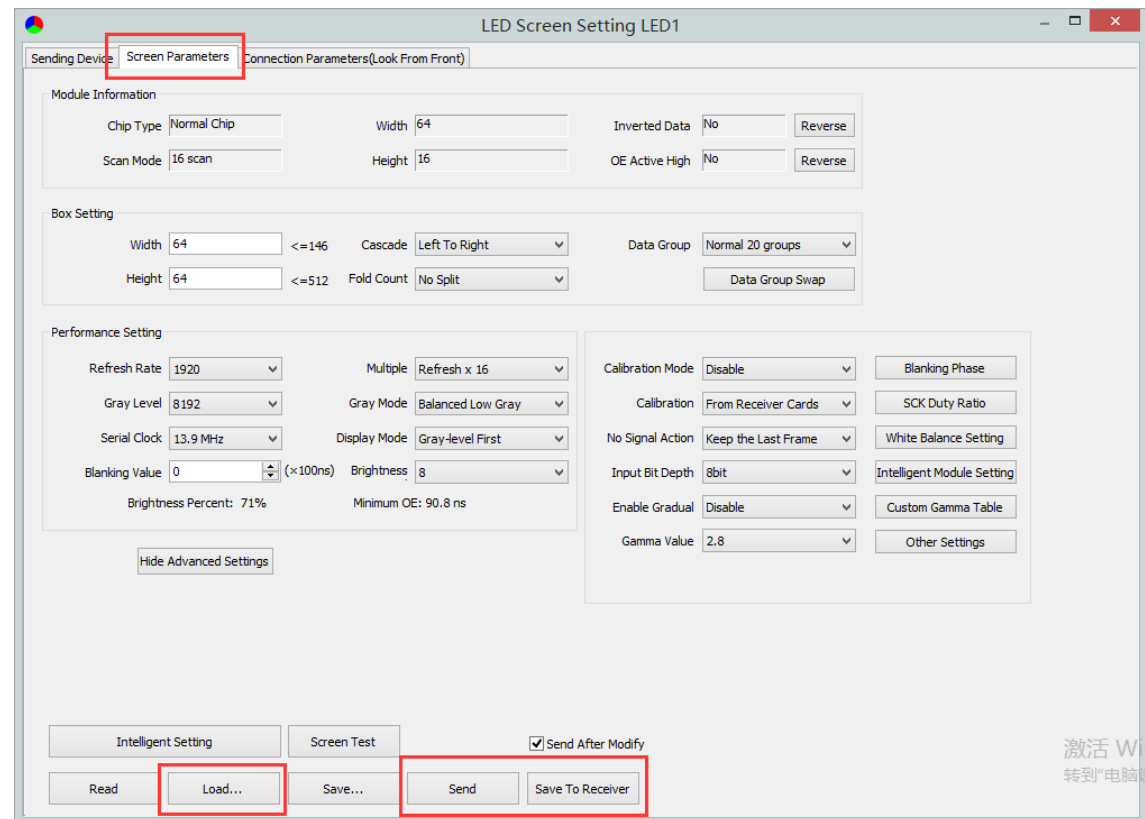 LED Screen Setting LED1
Sending Device Screen Parameters Connection Parameters(Look From Front)
Module Information
Chip Type Normal Chip Width 64 Inverted Data No Reverse
Scan Mode 16 scan Height 16 OE Active High No Reverse
Box Setting
Width 64 <=146 Cascade Left To Right Data Group Normal 20 groups
Height 64 <=512 Fold Count No Split Data Group Swap
Performance Setting
Refresh Rate 1920 Multiple Refresh x 16 Calibration Mode Disable Blanking Phase
Gray Level 8192 Gray Mode Balanced Low Gray Calibration From Receiver Cards SCK Duty Ratio
Serial Clock 13.9 MHz Display Mode Gray-level First No Signal Action Keep the Last Frame White Balance Setting
Blanking Value 0 (×100ns) Brightness 8 Input Bit Depth 8bit Intelligent Module Setting
Brightness Percent: 71% Minimum OE: 90.8 ns Enable Gradual Disable Custom Gamma Table
Gamma Value 2.8 Other Settings
Hide Advanced Settings
Intelligent Setting Screen Test Send After Modify
激活 Wi
转到"电脑
Read Load... Save... Send Save To Receiver